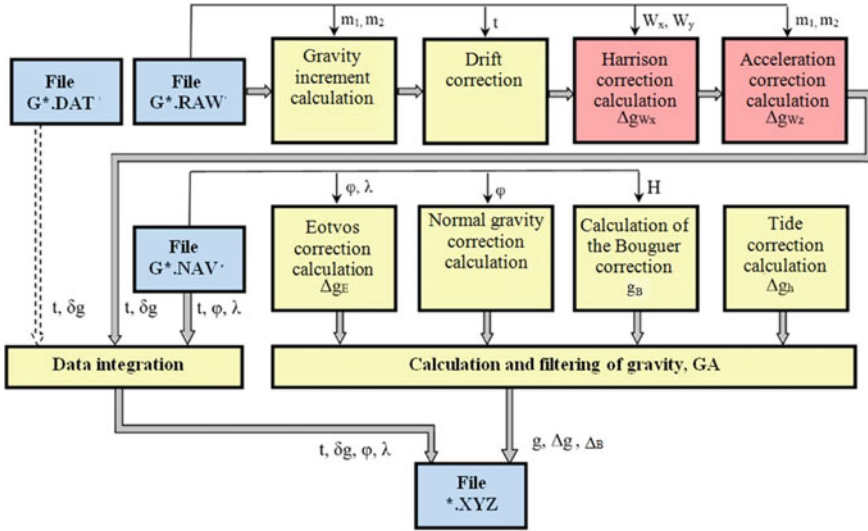 m₁, m₂
t
Wₓ, Wᵧ
m₁, m₂
File
G*.DAT
File
G*.RAW
Gravity
increment
calculation
Drift
correction
Harrison
correction
calculation
Δg_Wx
Acceleration
correction
calculation
Δg_Wz
φ, λ
φ
H
File
G*.NAV
Eotvos
correction
calculation
Δg_E
Normal gravity
correction
calculation
Calculation of
the Bouguer
correction
g_B
Tide
correction
calculation
Δg_h
t, δg
t, δg
t, φ, λ
Data integration
Calculation and filtering of gravity, GA
t, δg, φ, λ
g, Δg, Δ_B
File
*.XYZ